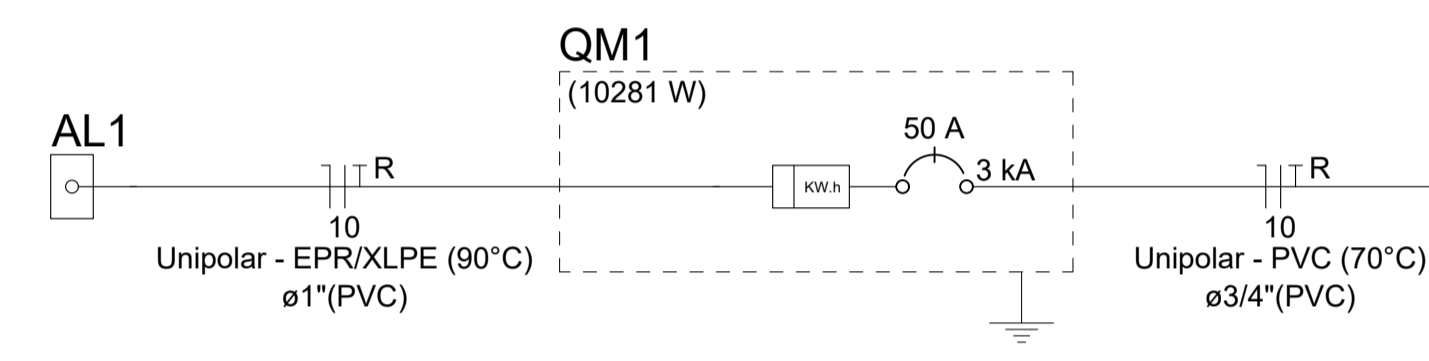 QM1
(10281 W)
AL1
50 A
R
3 kA
R
KW.h
10
10
Unipolar - EPR/XLPE (90°C)
Unipolar - PVC (70°C)
ø1"(PVC)
ø3/4"(PVC)